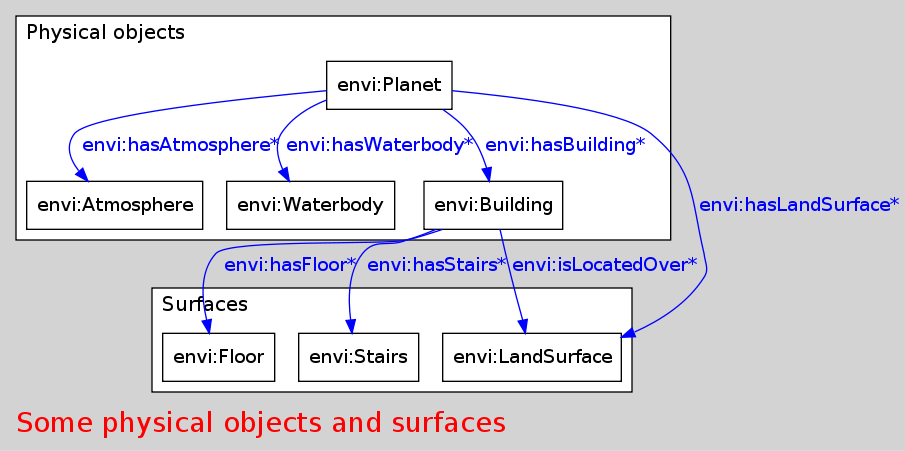 Physical objects
envi:Planet
envi:hasAtmosphere*
envi:hasWaterbody*
envi:hasBuilding*
envi:Atmosphere
envi:Waterbody
envi:Building
envi:hasLandSurface*
envi:hasFloor*
envi:hasStairs*
envi:isLocatedOver*
Surfaces
envi:Floor
envi:Stairs
envi:LandSurface
Some physical objects and surfaces